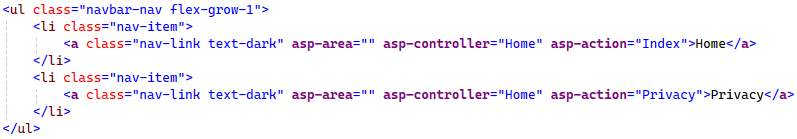 <ul class="navbar-nav flex-grow-1">
    <li class="nav-item">
        <a class="nav-link text-dark" asp-area="" asp-controller="Home" asp-action="Index">Home</a>
    </li>
    <li class="nav-item">
        <a class="nav-link text-dark" asp-area="" asp-controller="Home" asp-action="Privacy">Privacy</a>
    </li>
</ul>